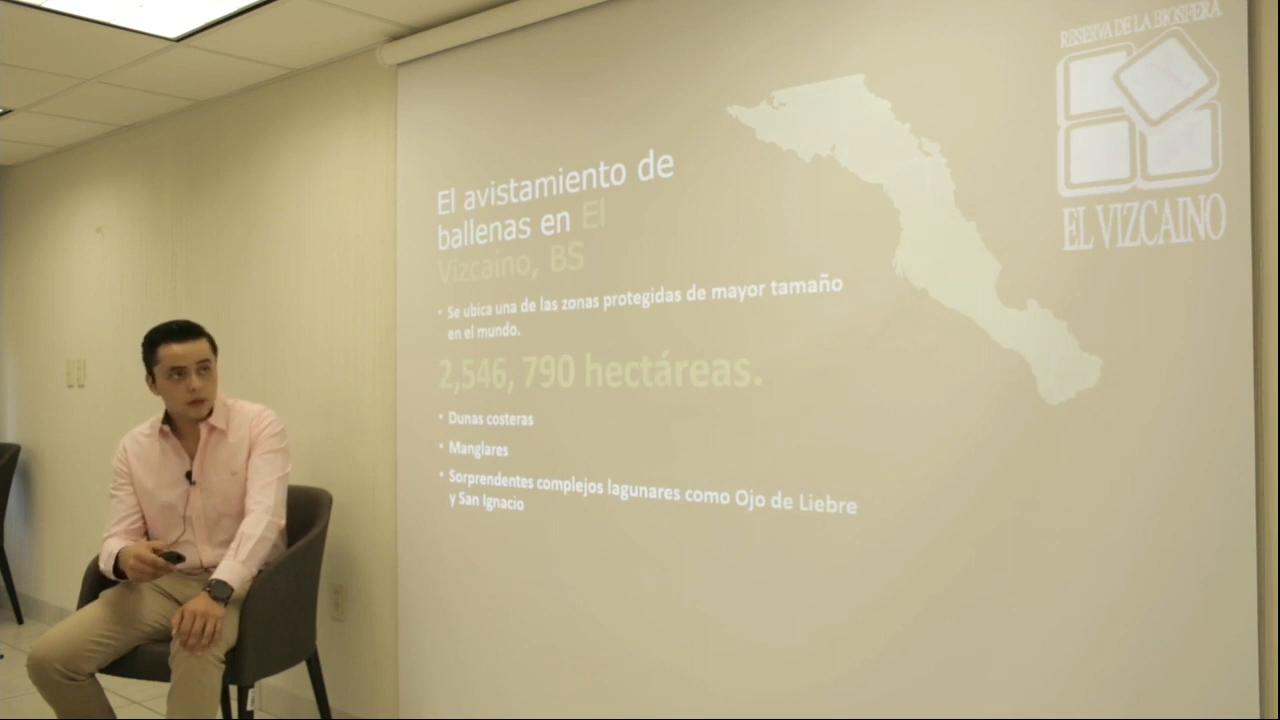 RESERVA DE LA BIOSFERA
EL VIZCAINO
El avistamiento de
ballenas en El
Vizcaino, BS
• Se ubica una de las zonas protegidas de mayor tamaño
en el mundo.
2,546, 790 hectáreas.
• Dunas costeras
• Manglares
• Sorprendentes complejos lagunares como Ojo de Liebre
y San Ignacio